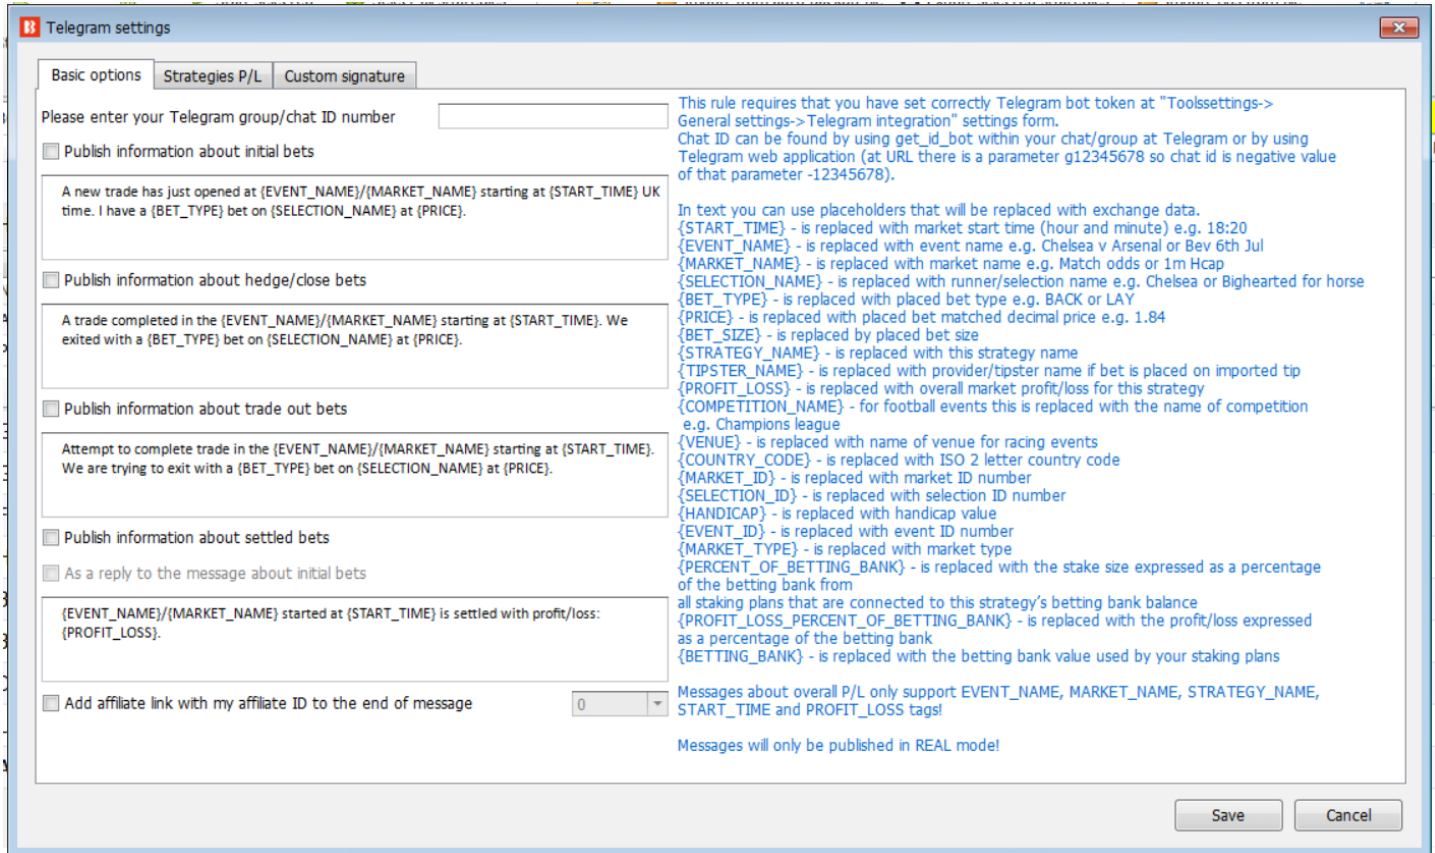 Telegram settings
Basic options
Strategies P/L
Custom signature
Please enter your Telegram group/chat ID number
Publish information about initial bets
A new trade has just opened at {EVENT_NAME}/{MARKET_NAME} starting at {START_TIME} UK
time. I have a {BET_TYPE} bet on {SELECTION_NAME} at {PRICE}.
Publish information about hedge/close bets
A trade completed in the {EVENT_NAME}/{MARKET_NAME} starting at {START_TIME}. We
exited with a {BET_TYPE} bet on {SELECTION_NAME} at {PRICE}.
Publish information about trade out bets
Attempt to complete trade in the {EVENT_NAME}/{MARKET_NAME} starting at {START_TIME}.
We are trying to exit with a {BET_TYPE} bet on {SELECTION_NAME} at {PRICE}.
Publish information about settled bets
As a reply to the message about initial bets
{EVENT_NAME}/{MARKET_NAME} started at {START_TIME} is settled with profit/loss:
{PROFIT_LOSS}.
Add affiliate link with my affiliate ID to the end of message
0
This rule requires that you have set correctly Telegram bot token at "Toolssettings->
General settings->Telegram integration" settings form.
Chat ID can be found by using get_id_bot within your chat/group at Telegram or by using
Telegram web application (at URL there is a parameter g12345678 so chat id is negative value
of that parameter -12345678).
In text you can use placeholders that will be replaced with exchange data.
{START_TIME} - is replaced with market start time (hour and minute) e.g. 18:20
{EVENT_NAME} - is replaced with event name e.g. Chelsea v Arsenal or Bev 6th Jul
{MARKET_NAME} - is replaced with market name e.g. Match odds or 1m Hcap
{SELECTION_NAME} - is replaced with runner/selection name e.g. Chelsea or Bighearted for horse
{BET_TYPE} - is replaced with placed bet type e.g. BACK or LAY
{PRICE} - is replaced with placed bet matched decimal price e.g. 1.84
{BET_SIZE} - is replaced by placed bet size
{STRATEGY_NAME} - is replaced with this strategy name
{TIPSTER_NAME} - is replaced with provider/tipster name if bet is placed on imported tip
{PROFIT_LOSS} - is replaced with overall market profit/loss for this strategy
{COMPETITION_NAME} - for football events this is replaced with the name of competition
e.g. Champions league
{VENUE} - is replaced with name of venue for racing events
{COUNTRY_CODE} - is replaced with ISO 2 letter country code
{MARKET_ID} - is replaced with market ID number
{SELECTION_ID} - is replaced with selection ID number
{HANDICAP} - is replaced with handicap value
{EVENT_ID} - is replaced with event ID number
{MARKET_TYPE} - is replaced with market type
{PERCENT_OF_BETTING_BANK} - is replaced with the stake size expressed as a percentage
of the betting bank from
all staking plans that are connected to this strategy’s betting bank balance
{PROFIT_LOSS_PERCENT_OF_BETTING_BANK} - is replaced with the profit/loss expressed
as a percentage of the betting bank
{BETTING_BANK} - is replaced with the betting bank value used by your staking plans
Messages about overall P/L only support EVENT_NAME, MARKET_NAME, STRATEGY_NAME,
START_TIME and PROFIT_LOSS tags!
Messages will only be published in REAL mode!
Save
Cancel